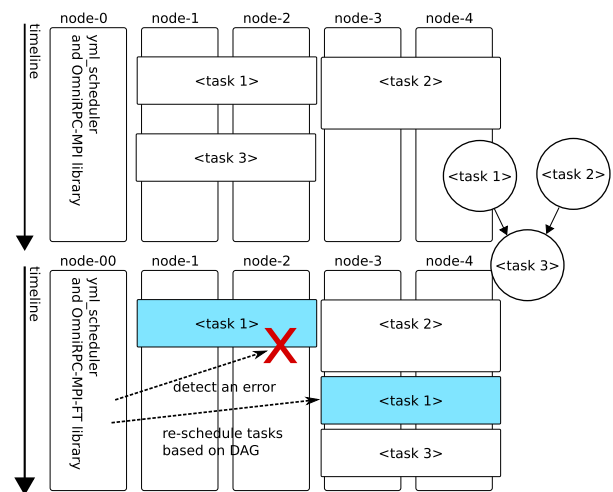 node-0
node-1
node-2
node-3
node-4
timeline
yml_scheduler
and OmniRPC-MPI library
<task 1>
<task 2>
<task 3>
<task 1>
<task 2>
<task 3>
node-00
node-1
node-2
node-3
node-4
timeline
yml_scheduler
and OmniRPC-MPI-FT library
<task 1>
X
<task 2>
detect an error
<task 1>
re-schedule tasks
based on DAG
<task 3>